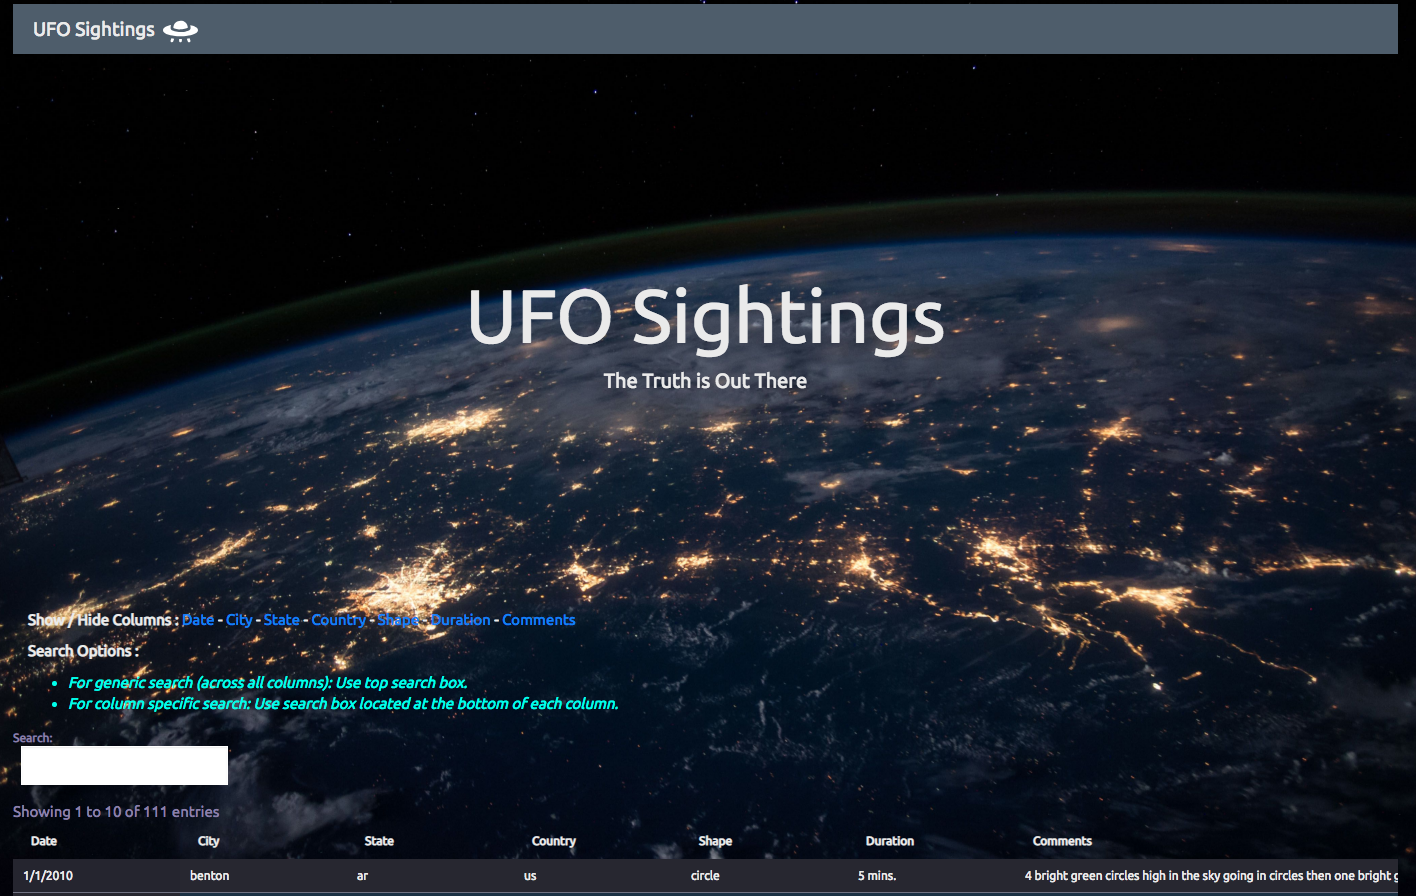 UFO Sightings
UFO Sightings
The Truth is Out There
Show / Hide Columns : Date - City - State - Country - Shape - Duration - Comments
Search Options :
• For generic search (across all columns): Use top search box.
• For column specific search: Use search box located at the bottom of each column.
Search:
Showing 1 to 10 of 111 entries
Date City State Country Shape Duration Comments
1/1/2010 benton ar us circle 5 mins. 4 bright green circles high in the sky going in circles then one bright